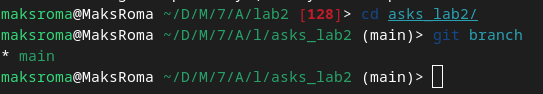 maksroma@MaksRoma ~/D/M/7/A/lab2 [128]> cd asks_lab2/
maksroma@MaksRoma ~/D/M/7/A/l/asks_lab2 (main)> git branch
* main
maksroma@MaksRoma ~/D/M/7/A/l/asks_lab2 (main)>